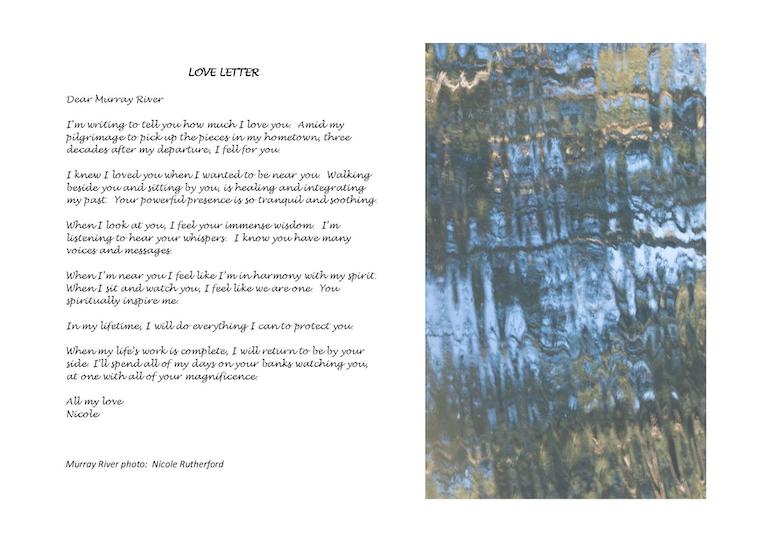 LOVE LETTER
Dear Murray River
I'm writing to tell you how much I love you. Amid my
pilgrimage to pick up the pieces in my hometown, three
decades after my departure, I fell for you.
I knew I loved you when I wanted to be near you. Walking
beside you and sitting by you, is healing and integrating
my past. Your powerful presence is so tranquil and soothing.
When I look at you, I feel your immense wisdom. I'm
listening to hear your whispers. I know you have many
voices and messages.
When I'm near you I feel like I'm in harmony with my spirit.
When I sit and watch you, I feel like we are one. You
spiritually inspire me.
In my lifetime, I will do everything I can to protect you.
When my life's work is complete, I will return to be by your
side. I'll spend all of my days on your banks watching you,
at one with all of your magnificence.
All my love
Nicole
Murray River photo: Nicole Rutherford